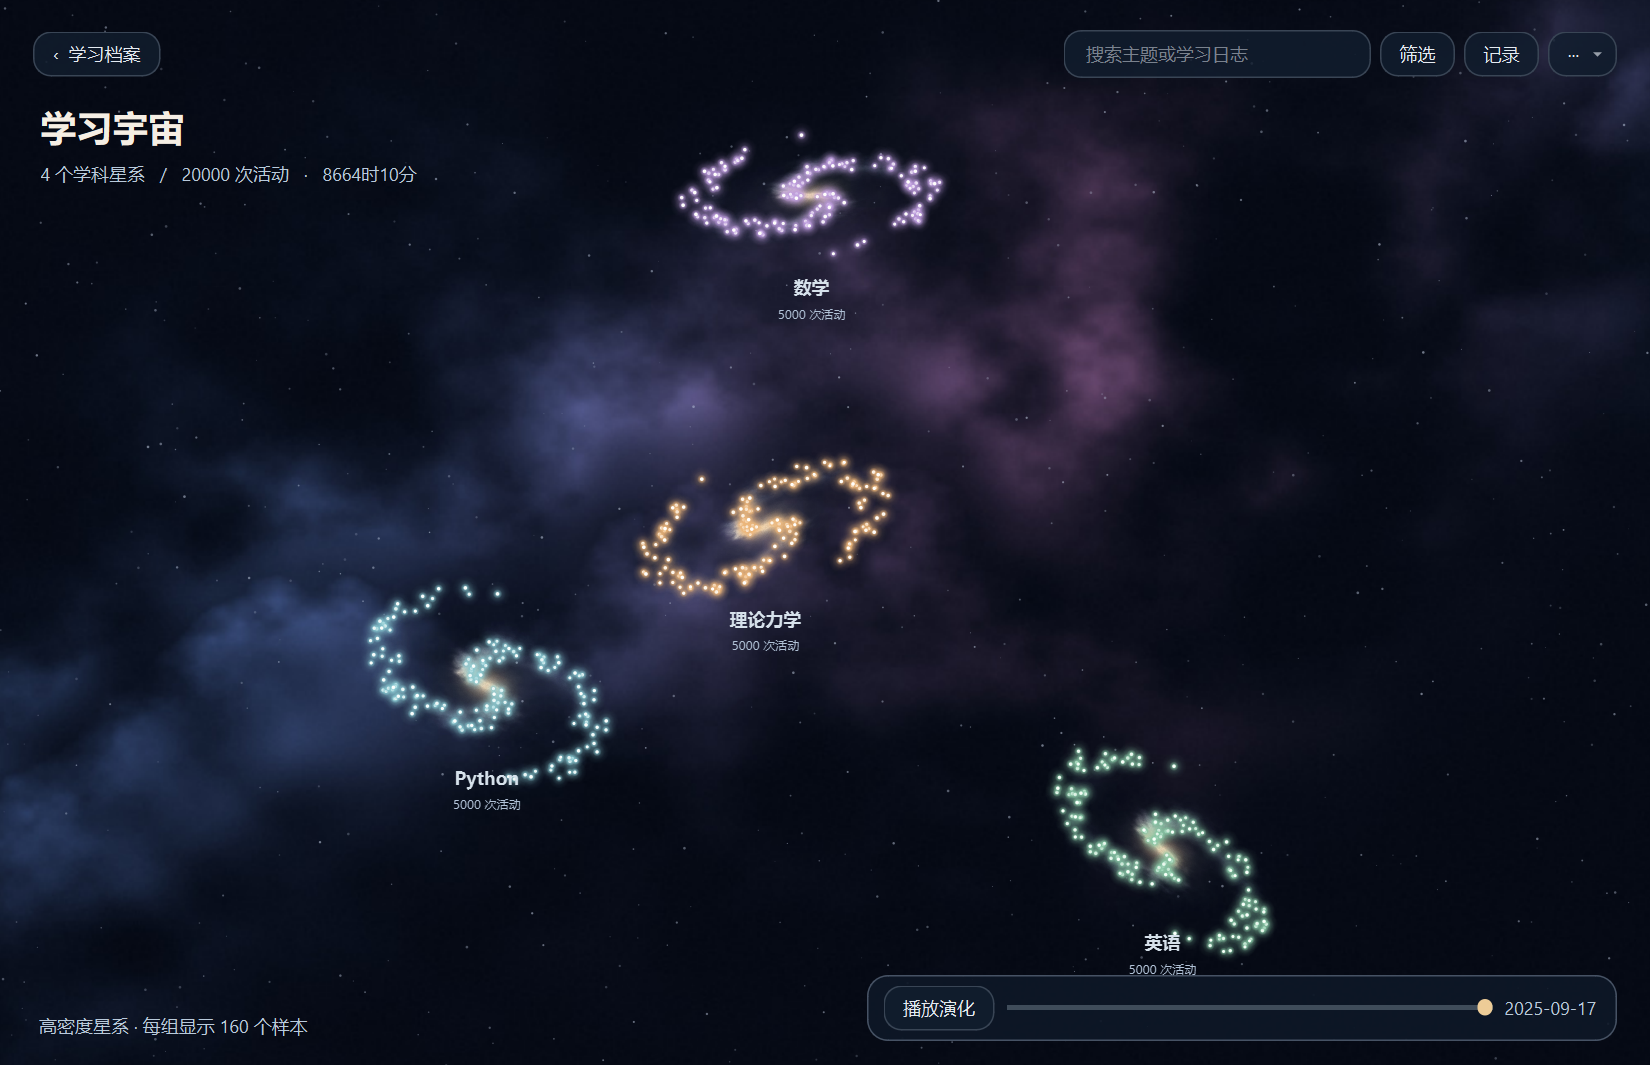 ‹ 学习档案
搜索主题或学习日志
筛选
记录
...
学习宇宙
4 个学科星系 / 20000 次活动 · 8664时10分
数学
5000 次活动
理论力学
5000 次活动
Python
5000 次活动
英语
5000 次活动
播放演化
2025-09-17
高密度星系 · 每组显示 160 个样本